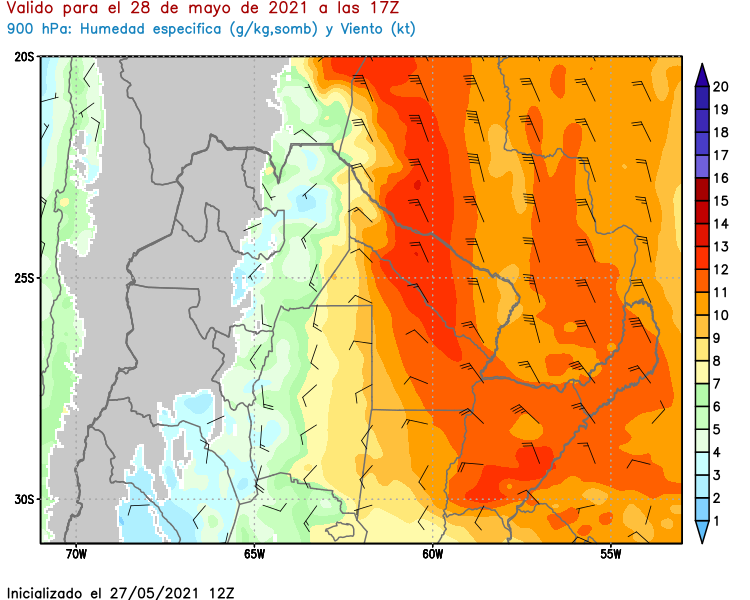 Valido para el 28 de mayo de 2021 a las 17Z
900 hPa: Humedad especifica (g/kg,somb) y Viento (kt)
20S
25S
30S
70W 65W 60W 55W
20
19
18
17
16
15
14
13
12
11
10
9
8
7
6
5
4
3
2
1
Inicializado el 27/05/2021 12Z